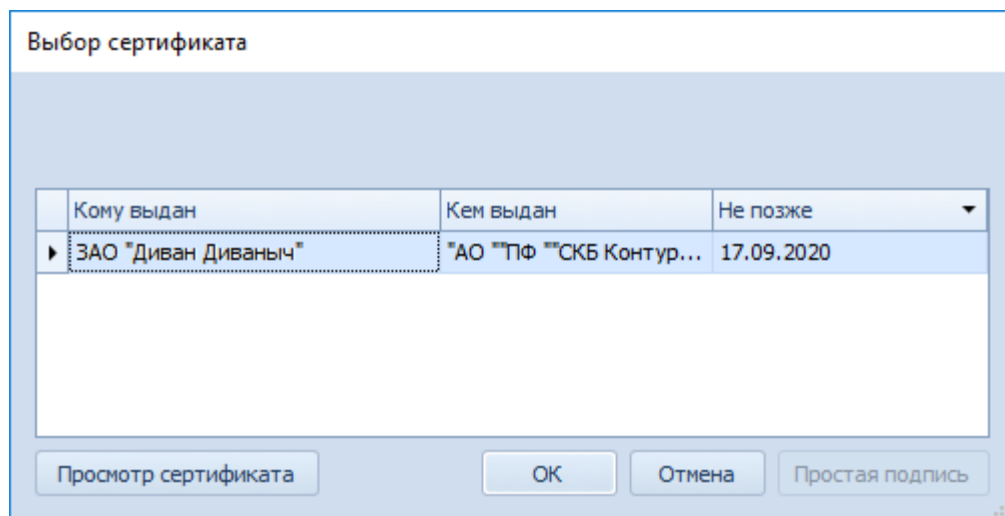 Выбор сертификата
Кому выдан Кем выдан Не позже
ЗАО "Диван Диваныч" "АО ""ПФ ""СКБ Контур... 17.09.2020
Просмотр сертификата ОК Отмена Простая подпись